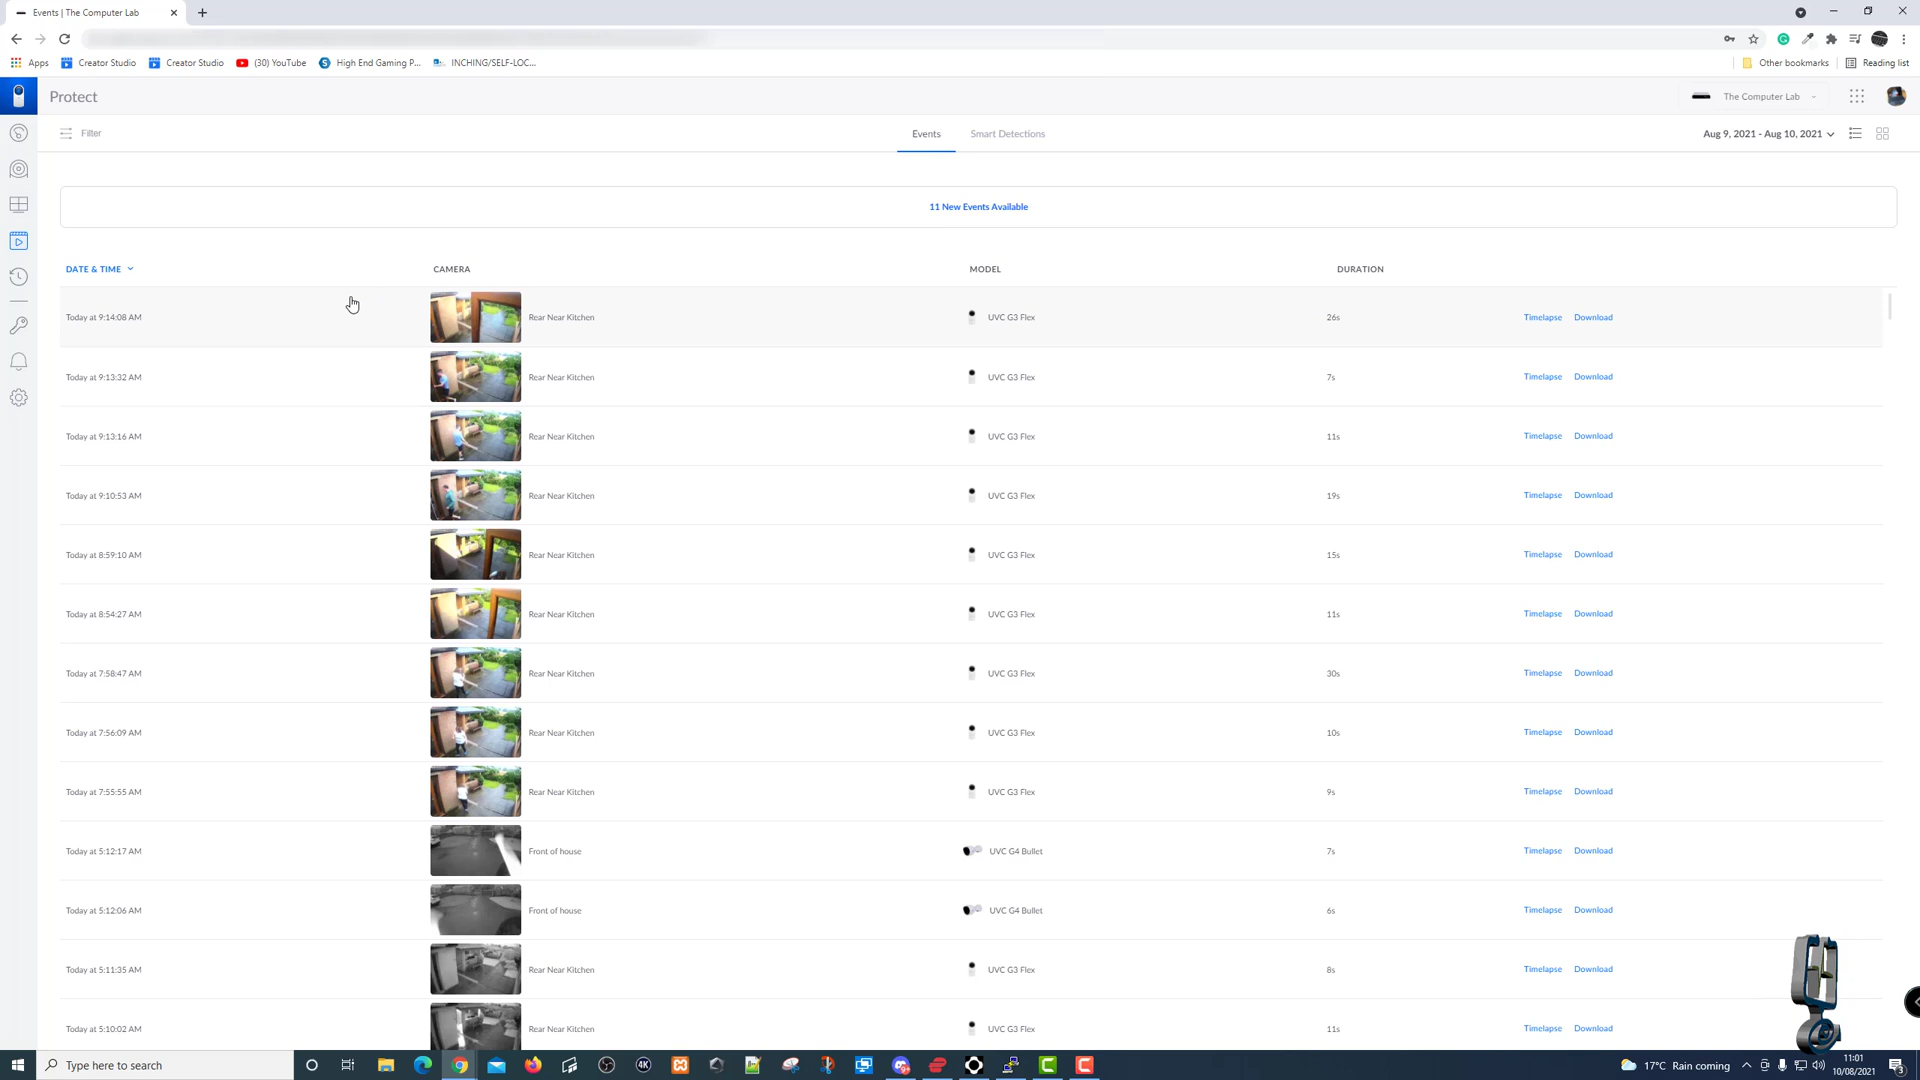 Events | The Computer Lab
Apps Creator Studio Creator Studio (30) YouTube High End Gaming P... INCHING/SELF-LOC... Other bookmarks Reading list
Protect The Computer Lab
Filter Events Smart Detections Aug 9, 2021 - Aug 10, 2021
11 New Events Available
DATE & TIME CAMERA MODEL DURATION
Today at 9:14:08 AM Rear Near Kitchen UVC G3 Flex 26s Timelapse Download
Today at 9:13:32 AM Rear Near Kitchen UVC G3 Flex 7s Timelapse Download
Today at 9:13:16 AM Rear Near Kitchen UVC G3 Flex 11s Timelapse Download
Today at 9:10:53 AM Rear Near Kitchen UVC G3 Flex 19s Timelapse Download
Today at 8:59:10 AM Rear Near Kitchen UVC G3 Flex 15s Timelapse Download
Today at 8:54:27 AM Rear Near Kitchen UVC G3 Flex 11s Timelapse Download
Today at 7:58:47 AM Rear Near Kitchen UVC G3 Flex 30s Timelapse Download
Today at 7:56:09 AM Rear Near Kitchen UVC G3 Flex 10s Timelapse Download
Today at 7:55:55 AM Rear Near Kitchen UVC G3 Flex 9s Timelapse Download
Today at 5:12:17 AM Front of house UVC G4 Bullet 7s Timelapse Download
Today at 5:12:06 AM Front of house UVC G4 Bullet 6s Timelapse Download
Today at 5:11:35 AM Rear Near Kitchen UVC G3 Flex 8s Timelapse Download
Today at 5:10:02 AM Rear Near Kitchen UVC G3 Flex 11s Timelapse Download
Type here to search 4K 17°C Rain coming 11:01
10/08/2021 3